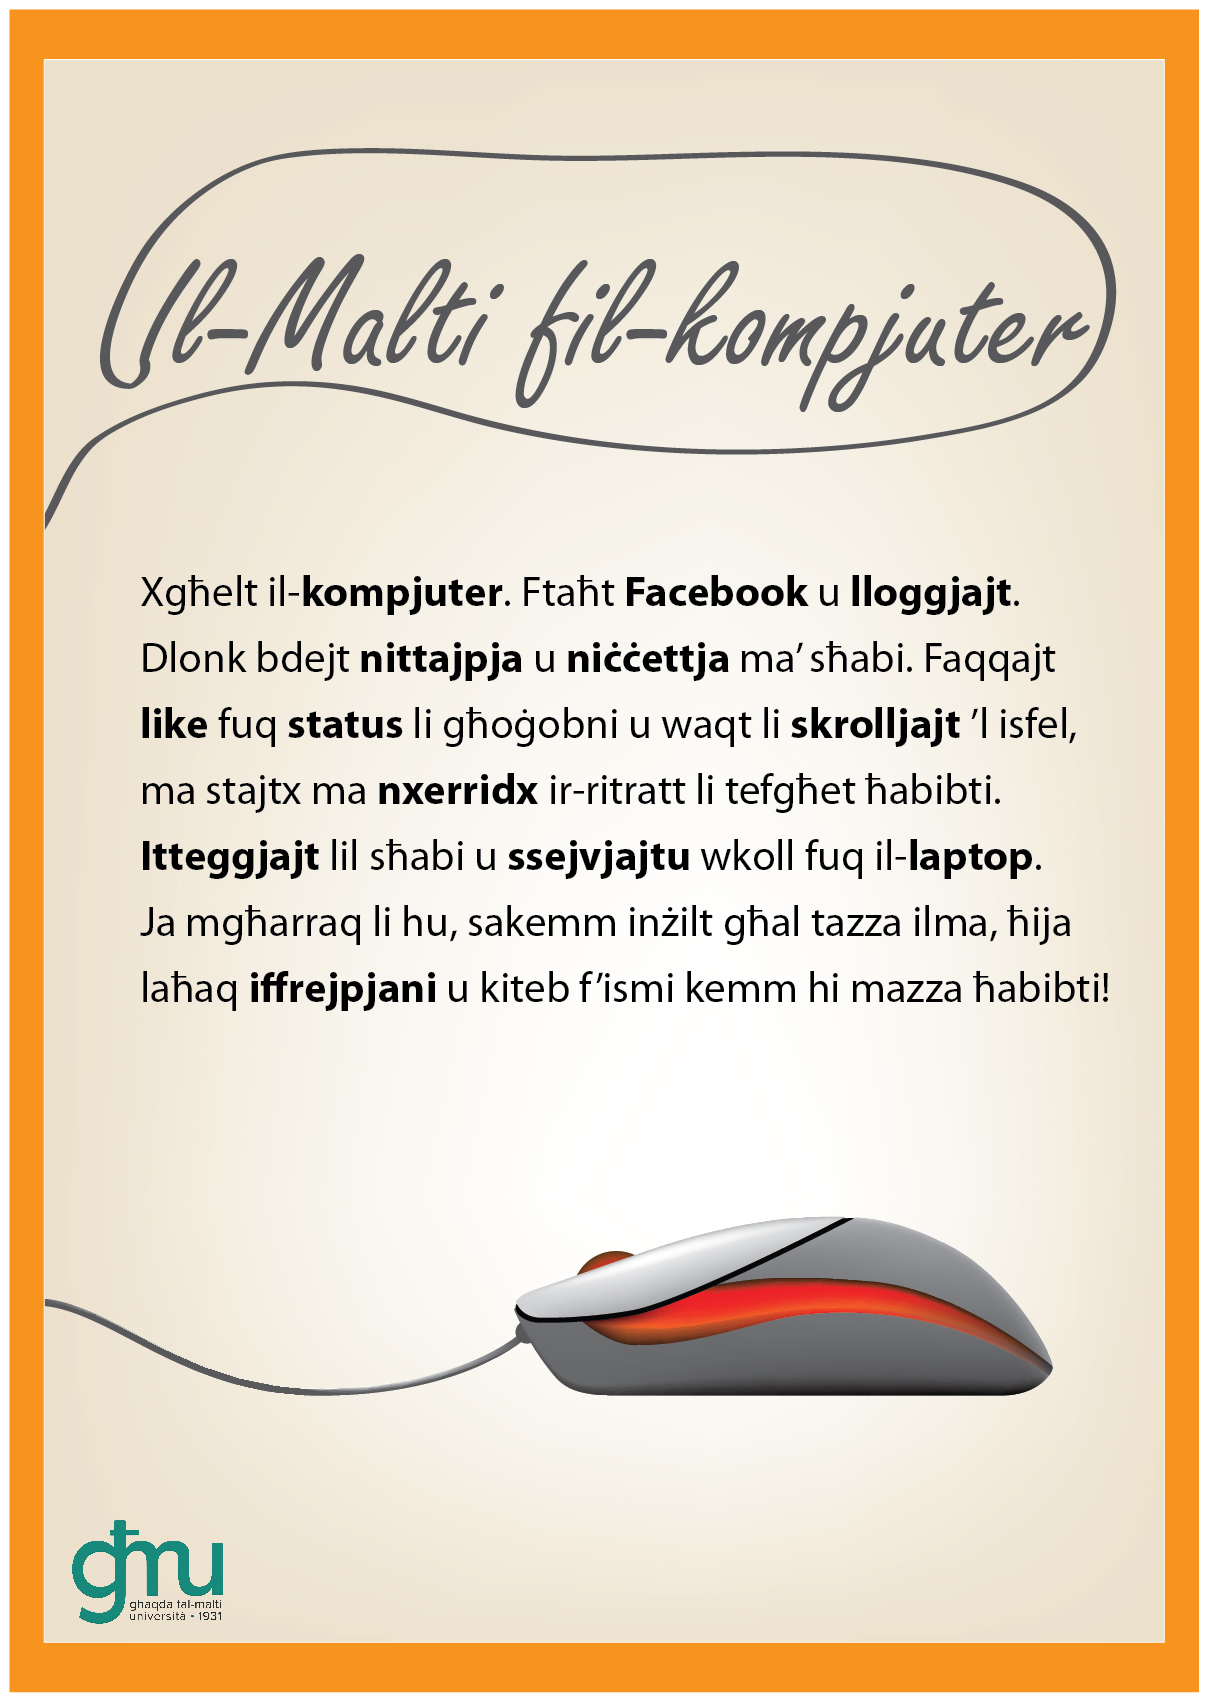 Il-Malti fil-kompjuter
Xgħelt il-kompjuter. Ftaħt Facebook u lloggjajt.
Dlonk bdejt nittajpja u niċċettja ma’ sħabi. Faqqajt
like fuq status li għoġobni u waqt li skrolljajt ’l isfel,
ma stajtx ma nxerridx ir-ritratt li tefgħet ħabibti.
Itteggjajt lil sħabi u ssejvjajtu wkoll fuq il-laptop.
Ja mgħarraq li hu, sakemm inżilt għal tazza ilma, ħija
laħaq iffrejpjani u kiteb f’ismi kemm hi mazza ħabibti!
għmu
għaqda tal-malti
università • 1931